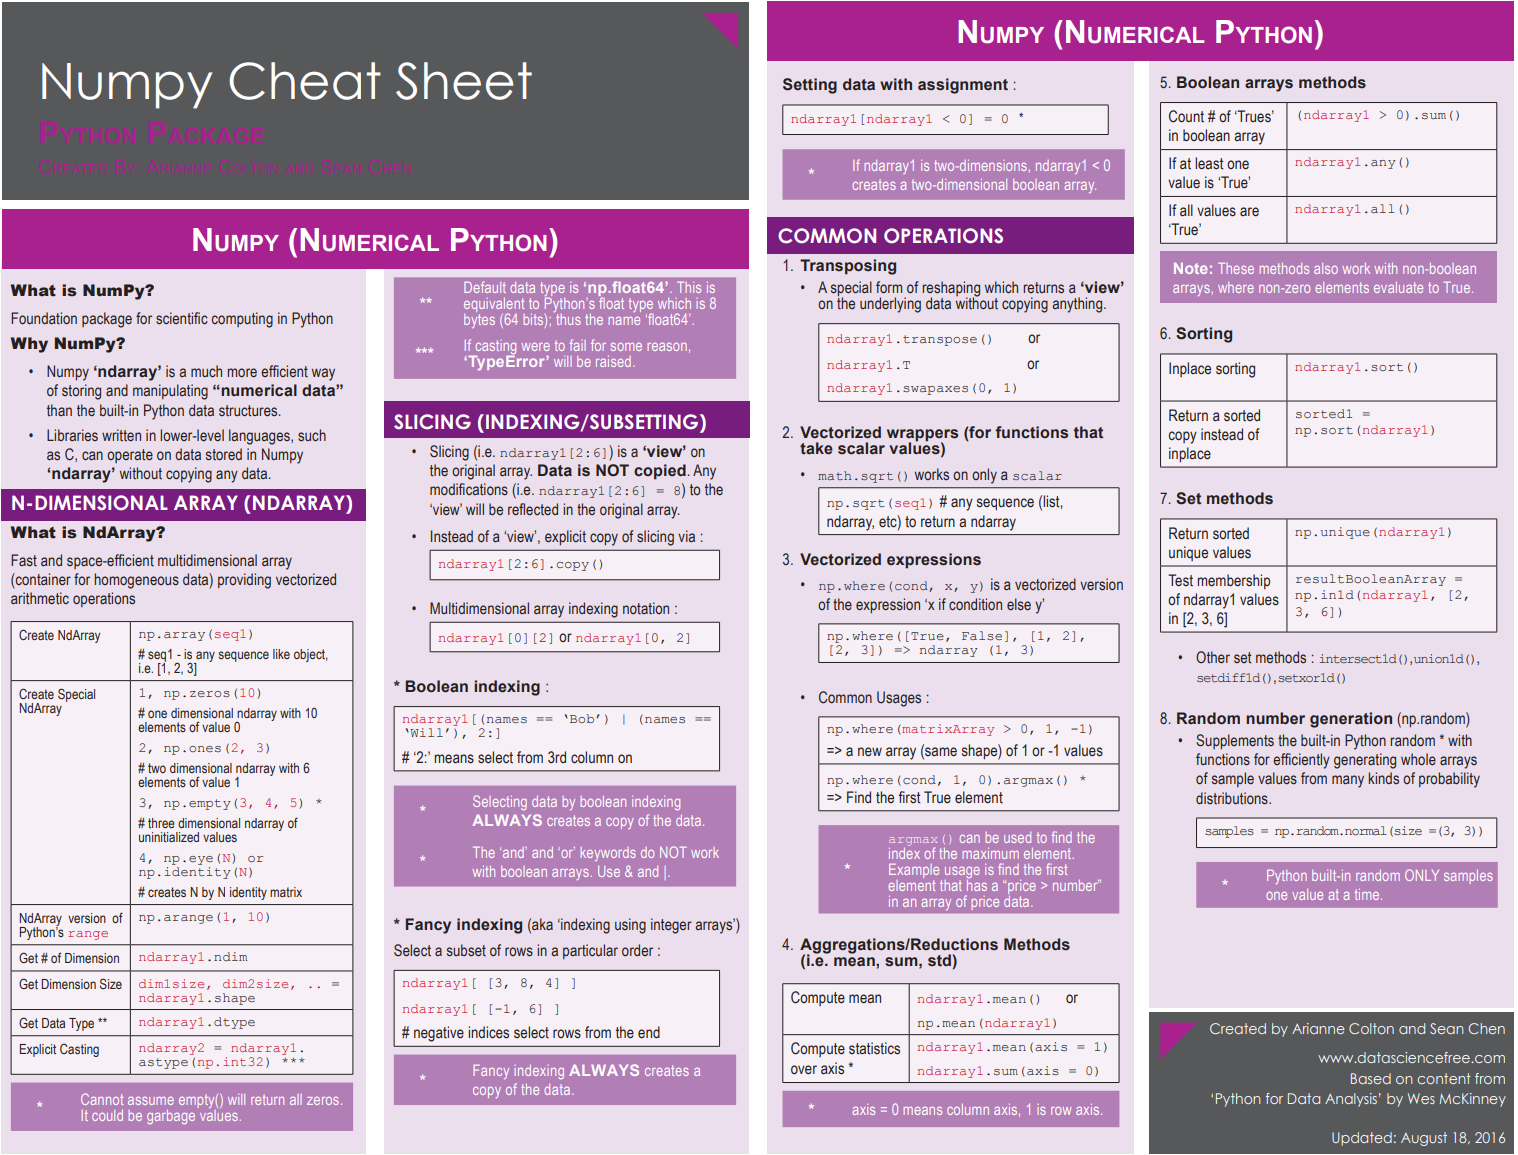 Numpy Cheat Sheet
PYTHON PACKAGE
CREATED BY: ARIANNE COLTON AND SEAN CHEN
NUMPY (NUMERICAL PYTHON)
What is NumPy?
Foundation package for scientific computing in Python
Why NumPy?
• Numpy ‘ndarray’ is a much more efficient way
of storing and manipulating “numerical data”
than the built-in Python data structures.
• Libraries written in lower-level languages, such
as C, can operate on data stored in Numpy
‘ndarray’ without copying any data.
N-DIMENSIONAL ARRAY (NDARRAY)
What is NdArray?
Fast and space-efficient multidimensional array
(container for homogeneous data) providing vectorized
arithmetic operations
Create NdArray
np.array(seq1)
# seq1 - is any sequence like object,
i.e. [1, 2, 3]
Create Special
NdArray
1, np.zeros(10)
# one dimensional ndarray with 10
elements of value 0
2, np.ones(2, 3)
# two dimensional ndarray with 6
elements of value 1
3, np.empty(3, 4, 5) *
# three dimensional ndarray of
uninitialized values
4, np.eye(N) or
np.identity(N)
# creates N by N identity matrix
NdArray version of
Python’s range
np.arange(1, 10)
Get # of Dimension
ndarray1.ndim
Get Dimension Size
dim1size, dim2size, .. =
ndarray1.shape
Get Data Type **
ndarray1.dtype
Explicit Casting
ndarray2 = ndarray1.
astype(np.int32) ***
* Cannot assume empty() will return all zeros.
It could be garbage values.
** Default data type is ‘np.float64’. This is
equivalent to Python’s float type which is 8
bytes (64 bits); thus the name ‘float64’.
*** If casting were to fail for some reason,
‘TypeError’ will be raised.
SLICING (INDEXING/SUBSETTING)
• Slicing (i.e. ndarray1[2:6]) is a ‘view’ on
the original array. Data is NOT copied. Any
modifications (i.e. ndarray1[2:6] = 8) to the
‘view’ will be reflected in the original array.
• Instead of a ‘view’, explicit copy of slicing via :
ndarray1[2:6].copy()
• Multidimensional array indexing notation :
ndarray1[0][2] or ndarray1[0, 2]
* Boolean indexing :
ndarray1[(names == ‘Bob’) | (names ==
‘Will’), 2:]
# ‘2:’ means select from 3rd column on
* Selecting data by boolean indexing
ALWAYS creates a copy of the data.
* The ‘and’ and ‘or’ keywords do NOT work
with boolean arrays. Use & and |.
* Fancy indexing (aka ‘indexing using integer arrays’)
Select a subset of rows in a particular order :
ndarray1[ [3, 8, 4] ]
ndarray1[ [-1, 6] ]
# negative indices select rows from the end
* Fancy indexing ALWAYS creates a
copy of the data.
NUMPY (NUMERICAL PYTHON)
Setting data with assignment :
ndarray1[ndarray1 < 0] = 0 *
* If ndarray1 is two-dimensions, ndarray1 < 0
creates a two-dimensional boolean array.
COMMON OPERATIONS
1. Transposing
• A special form of reshaping which returns a ‘view’
on the underlying data without copying anything.
ndarray1.transpose() or
ndarray1.T or
ndarray1.swapaxes(0, 1)
2. Vectorized wrappers (for functions that
take scalar values)
• math.sqrt() works on only a scalar
np.sqrt(seq1) # any sequence (list,
ndarray, etc) to return a ndarray
3. Vectorized expressions
• np.where(cond, x, y) is a vectorized version
of the expression ‘x if condition else y’
np.where([True, False], [1, 2],
[2, 3]) => ndarray (1, 3)
• Common Usages :
np.where(matrixArray > 0, 1, -1)
=> a new array (same shape) of 1 or -1 values
np.where(cond, 1, 0).argmax() *
=> Find the first True element
* argmax() can be used to find the
index of the maximum element.
Example usage is find the first
element that has a “price > number”
in an array of price data.
4. Aggregations/Reductions Methods
(i.e. mean, sum, std)
Compute mean
ndarray1.mean() or
np.mean(ndarray1)
Compute statistics
over axis *
ndarray1.mean(axis = 1)
ndarray1.sum(axis = 0)
* axis = 0 means column axis, 1 is row axis.
5. Boolean arrays methods
Count # of ‘Trues’
in boolean array
(ndarray1 > 0).sum()
If at least one
value is ‘True’
ndarray1.any()
If all values are
‘True’
ndarray1.all()
Note: These methods also work with non-boolean
arrays, where non-zero elements evaluate to True.
6. Sorting
Inplace sorting
ndarray1.sort()
Return a sorted
copy instead of
inplace
sorted1 =
np.sort(ndarray1)
7. Set methods
Return sorted
unique values
np.unique(ndarray1)
Test membership
of ndarray1 values
in [2, 3, 6]
resultBooleanArray =
np.in1d(ndarray1, [2,
3, 6])
• Other set methods : intersect1d(),union1d(),
setdiff1d(),setxor1d()
8. Random number generation (np.random)
• Supplements the built-in Python random * with
functions for efficiently generating whole arrays
of sample values from many kinds of probability
distributions.
samples = np.random.normal(size =(3, 3))
* Python built-in random ONLY samples
one value at a time.
Created by Arianne Colton and Sean Chen
www.datasciencefree.com
Based on content from
‘Python for Data Analysis’ by Wes McKinney
Updated: August 18, 2016